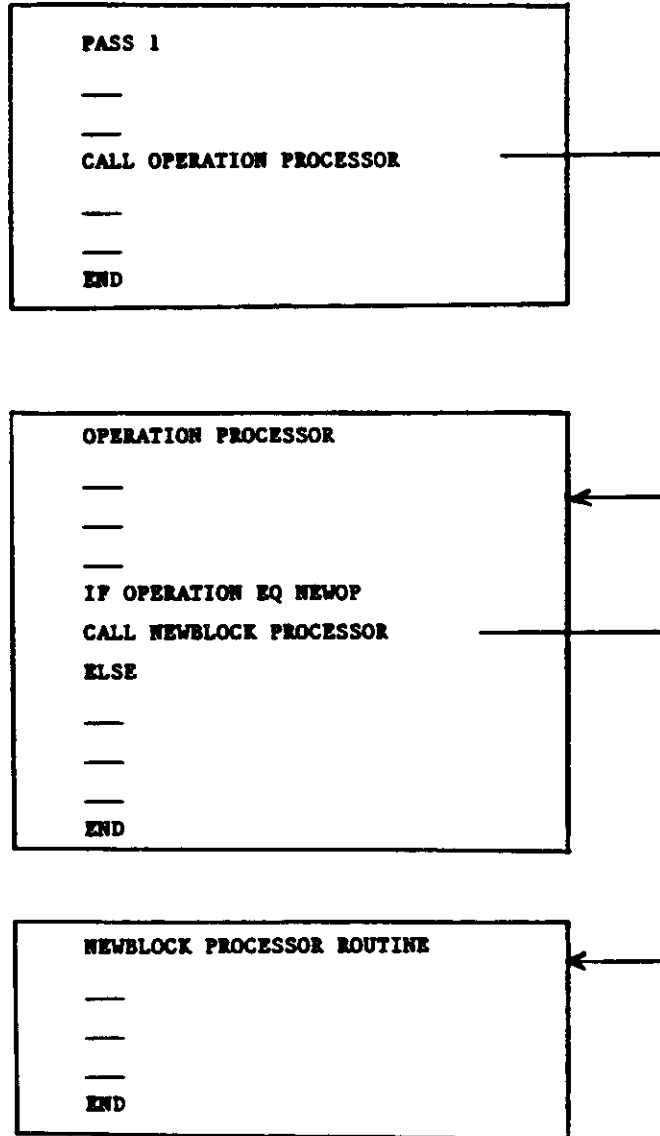 PASS 1
CALL OPERATION PROCESSOR
END
OPERATION PROCESSOR
IF OPERATION EQ NEWOP
CALL NEWBLOCK PROCESSOR
ELSE
END
NEWBLOCK PROCESSOR ROUTINE
END